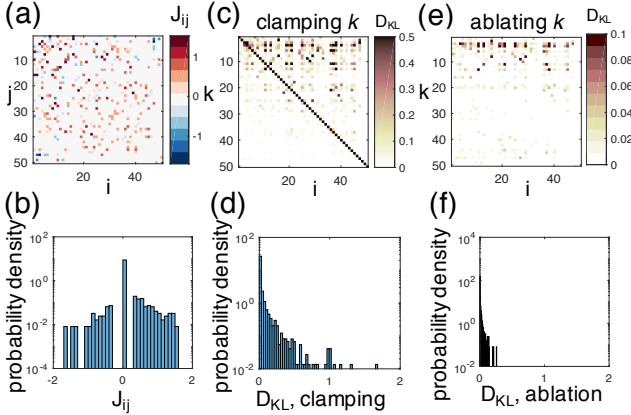 (a)
J_ij
10
20
30
40
50
j
20
40
i
1
0
-1
(c)
clamping k
D_KL
10
20
30
40
50
k
20
40
i
0.5
0.4
0.3
0.2
0.1
0
(e)
ablating k
D_KL
10
20
30
40
50
k
20
40
i
0.1
0.08
0.06
0.04
0.02
0
(b)
probability density
10^2
10^0
10^-2
10^-4
-2
0
2
J_ij
(d)
probability density
10^2
10^0
10^-2
0
1
2
D_KL, clamping
(f)
probability density
10^4
10^2
10^0
10^-2
0
1
2
D_KL, ablation